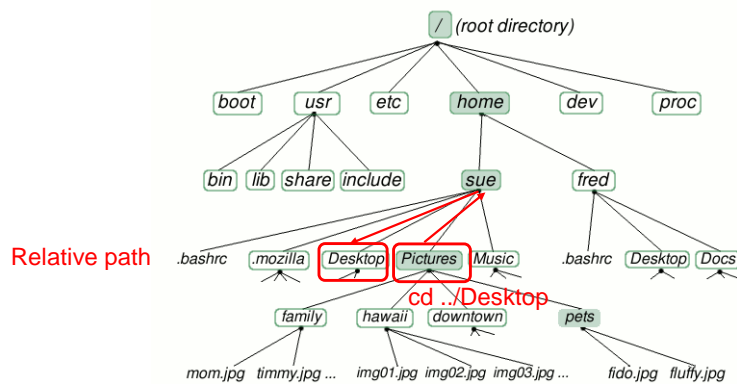 / (root directory)
boot usr etc home dev proc
bin lib share include sue fred
Relative path .bashrc .mozilla Desktop Pictures Music .bashrc Desktop Docs
cd ../Desktop
family hawaii downtown pets
mom.jpg timmy.jpg ... img01.jpg img02.jpg img03.jpg ... fido.jpg fluffy.jpg